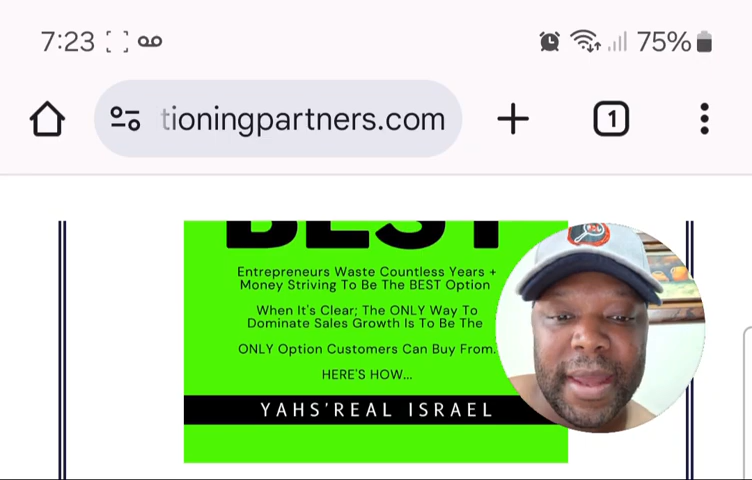 7:23 75%
tioningpartners.com 1
BEST
Entrepreneurs Waste Countless Years +
Money Striving To Be The BEST Option
When It's Clear; The ONLY Way To
Dominate Sales Growth Is To Be The
ONLY Option Customers Can Buy From.
HERE'S HOW...
YAHS'REAL ISRAEL